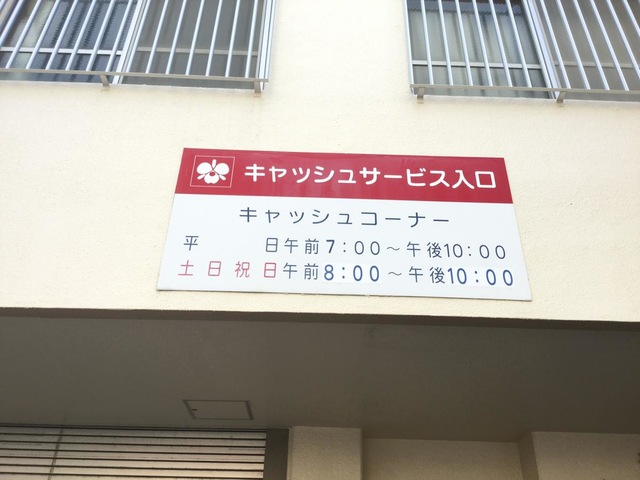 キャッシュサービス入口
キャッシュコーナー
平日午前7:00～午後10:00
土日祝日午前8:00～午後10:00